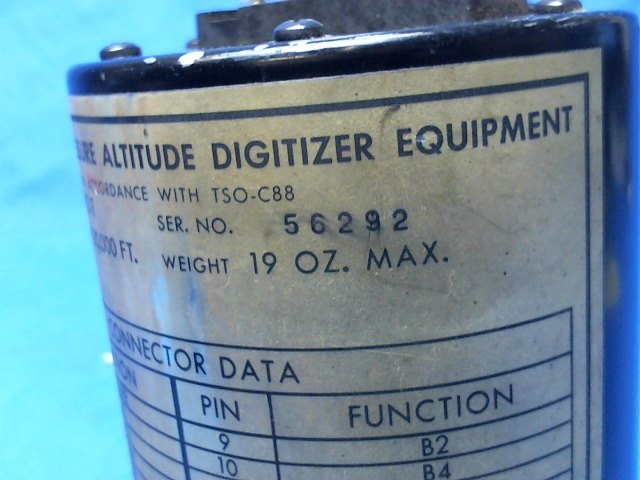 ALTITUDE DIGITIZER EQUIPMENT
ACCORDANCE WITH TSO-C88
SER. NO. 56292
FT. WEIGHT 19 OZ. MAX.
CONNECTOR DATA
PIN FUNCTION
9 B2
10 B4